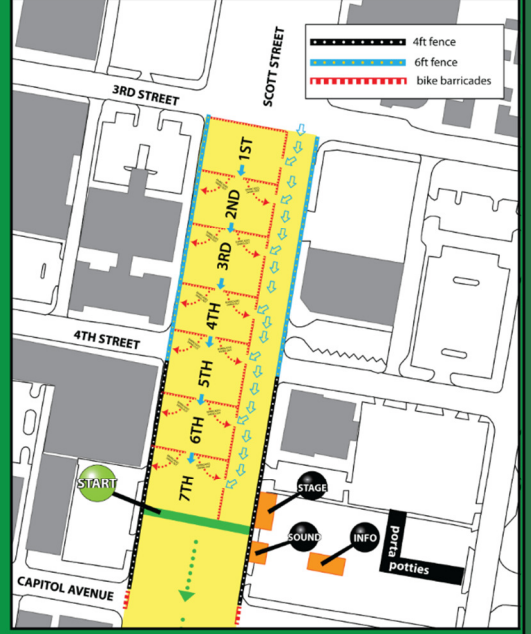 SCOTT STREET
4ft fence
6ft fence
bike barricades
3RD STREET
1ST
2ND
3RD
4TH
4TH STREET
5TH
6TH
7TH
START
STAGE
SOUND
INFO
porta
potties
CAPITOL AVENUE